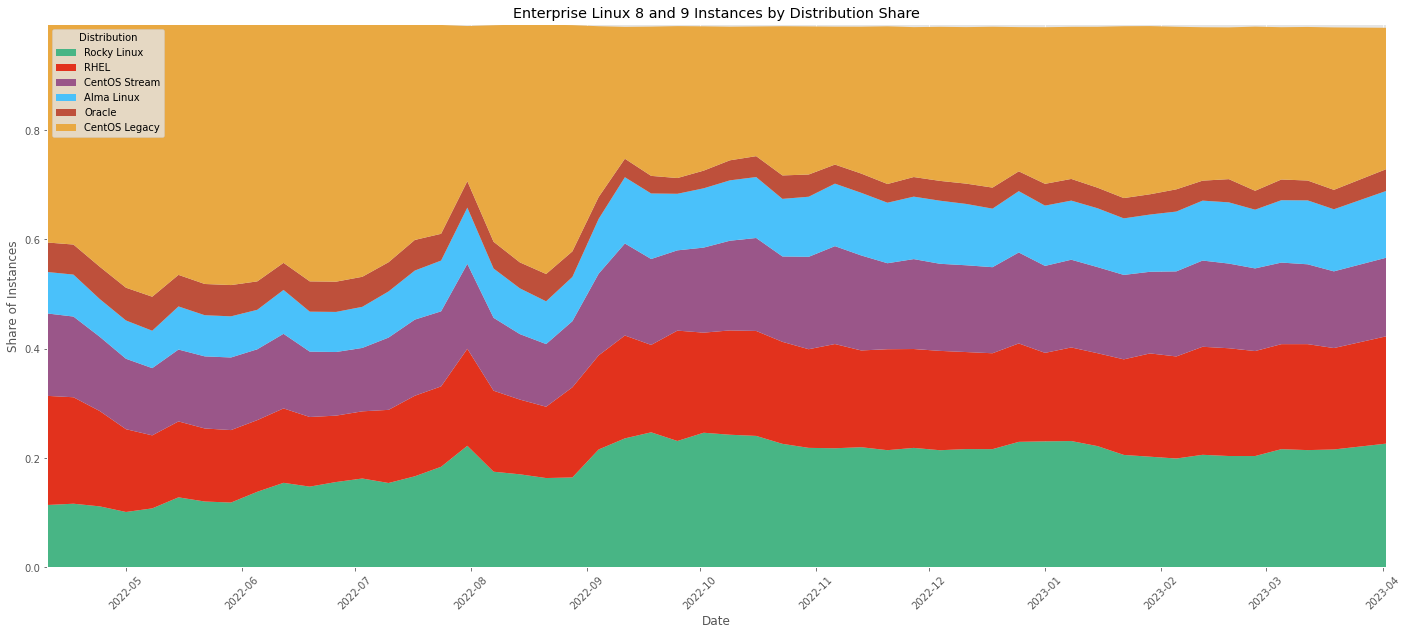 Enterprise Linux 8 and 9 Instances by Distribution Share
Distribution
Rocky Linux
RHEL
CentOS Stream
Alma Linux
Oracle
CentOS Legacy
Share of Instances
0.8
0.6
0.4
0.2
0.0
2022-05
2022-06
2022-07
2022-08
2022-09
2022-10
2022-11
2022-12
2023-01
2023-02
2023-03
2023-04
Date